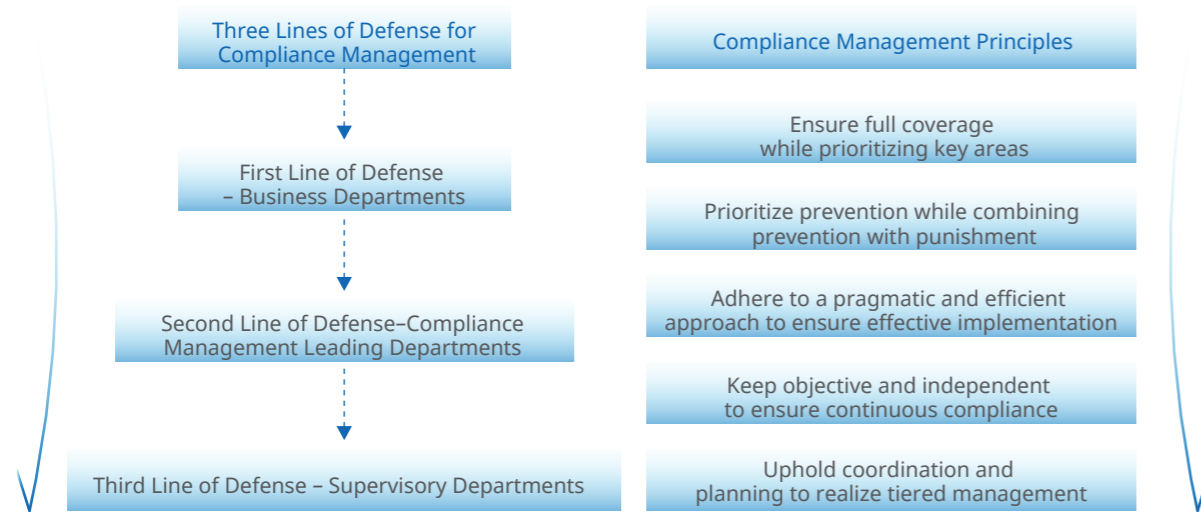 Three Lines of Defense for
Compliance Management
First Line of Defense
– Business Departments
Second Line of Defense–Compliance
Management Leading Departments
Third Line of Defense – Supervisory Departments
Compliance Management Principles
Ensure full coverage
while prioritizing key areas
Prioritize prevention while combining
prevention with punishment
Adhere to a pragmatic and efficient
approach to ensure effective implementation
Keep objective and independent
to ensure continuous compliance
Uphold coordination and
planning to realize tiered management